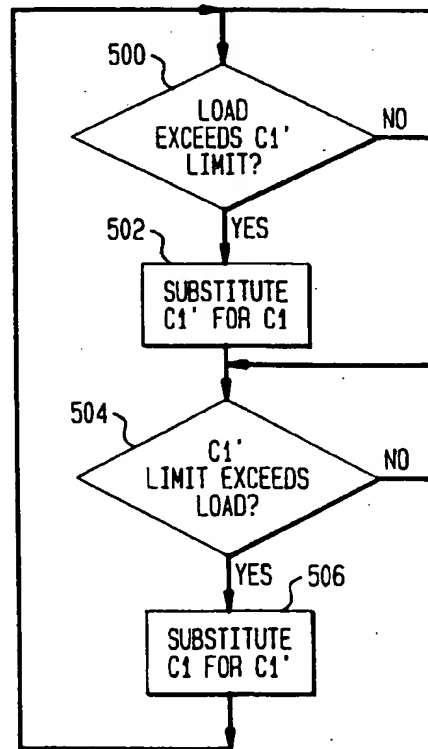 500
LOAD
EXCEEDS C1'
LIMIT?
NO
YES
502
SUBSTITUTE
C1' FOR C1
504
C1'
LIMIT EXCEEDS
LOAD?
NO
YES
506
SUBSTITUTE
C1 FOR C1'